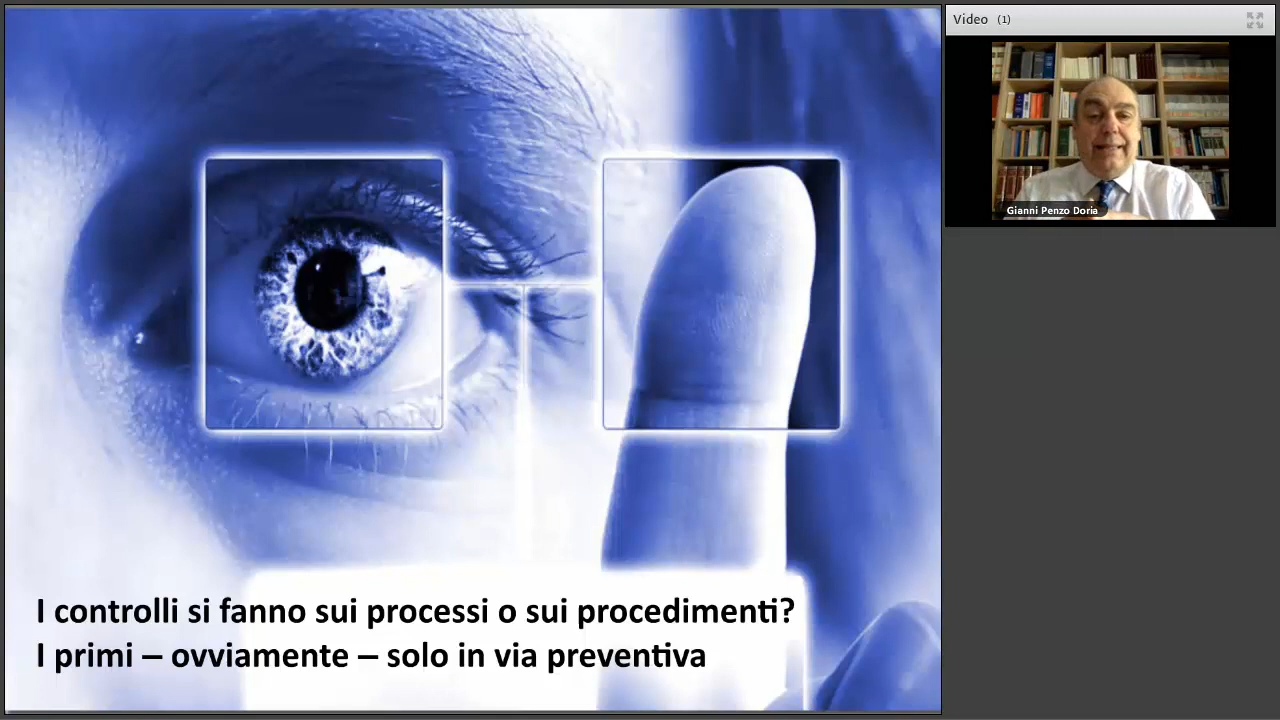 Video (1)
Gianni Penzo Doria
I controlli si fanno sui processi o sui procedimenti?
I primi – ovviamente – solo in via preventiva